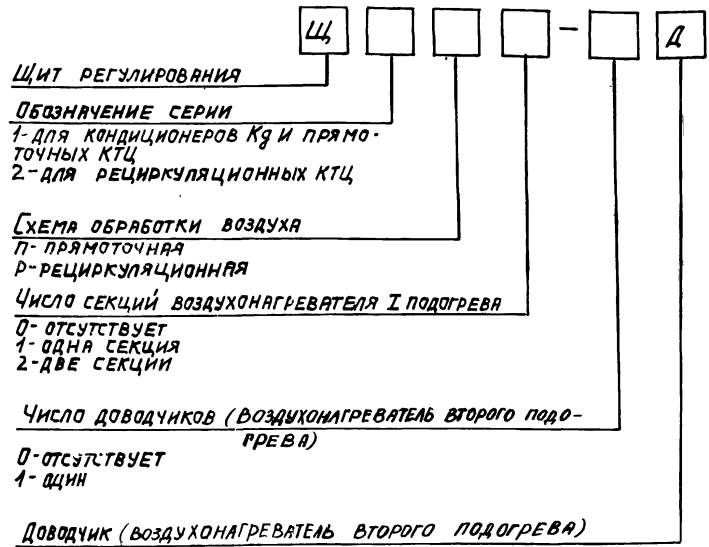 Щ - Д
Щит регулирования
Обозначение серии
1-для кондиционеров Кд и прямо-
точных КТЦ
2-для рециркуляционных КТЦ
Схема обработки воздуха
П-прямоточная
Р-рециркуляционная
Число секций воздухонагревателя I подогрева
0-отсутствует
1-одна секция
2-две секции
Число доводчиков (воздухонагреватель второго подо-
грева)
0-отсутствует
1-один
Доводчик (воздухонагреватель второго подогрева)